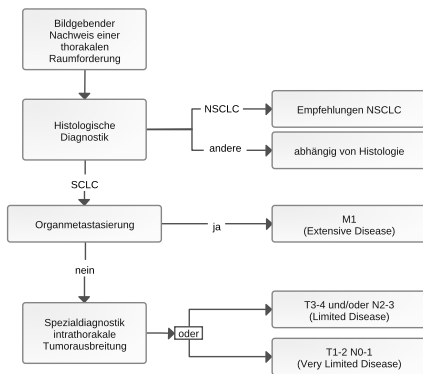 Bildgebender
Nachweis einer
thorakalen
Raumforderung
Histologische
Diagnostik
NSCLC
Empfehlungen NSCLC
andere
abhängig von Histologie
SCLC
Organmetastasierung
ja
M1
(Extensive Disease)
nein
Spezialdiagnostik
intrathorakale
Tumorausbreitung
oder
T3-4 und/oder N2-3
(Limited Disease)
T1-2 N0-1
(Very Limited Disease)